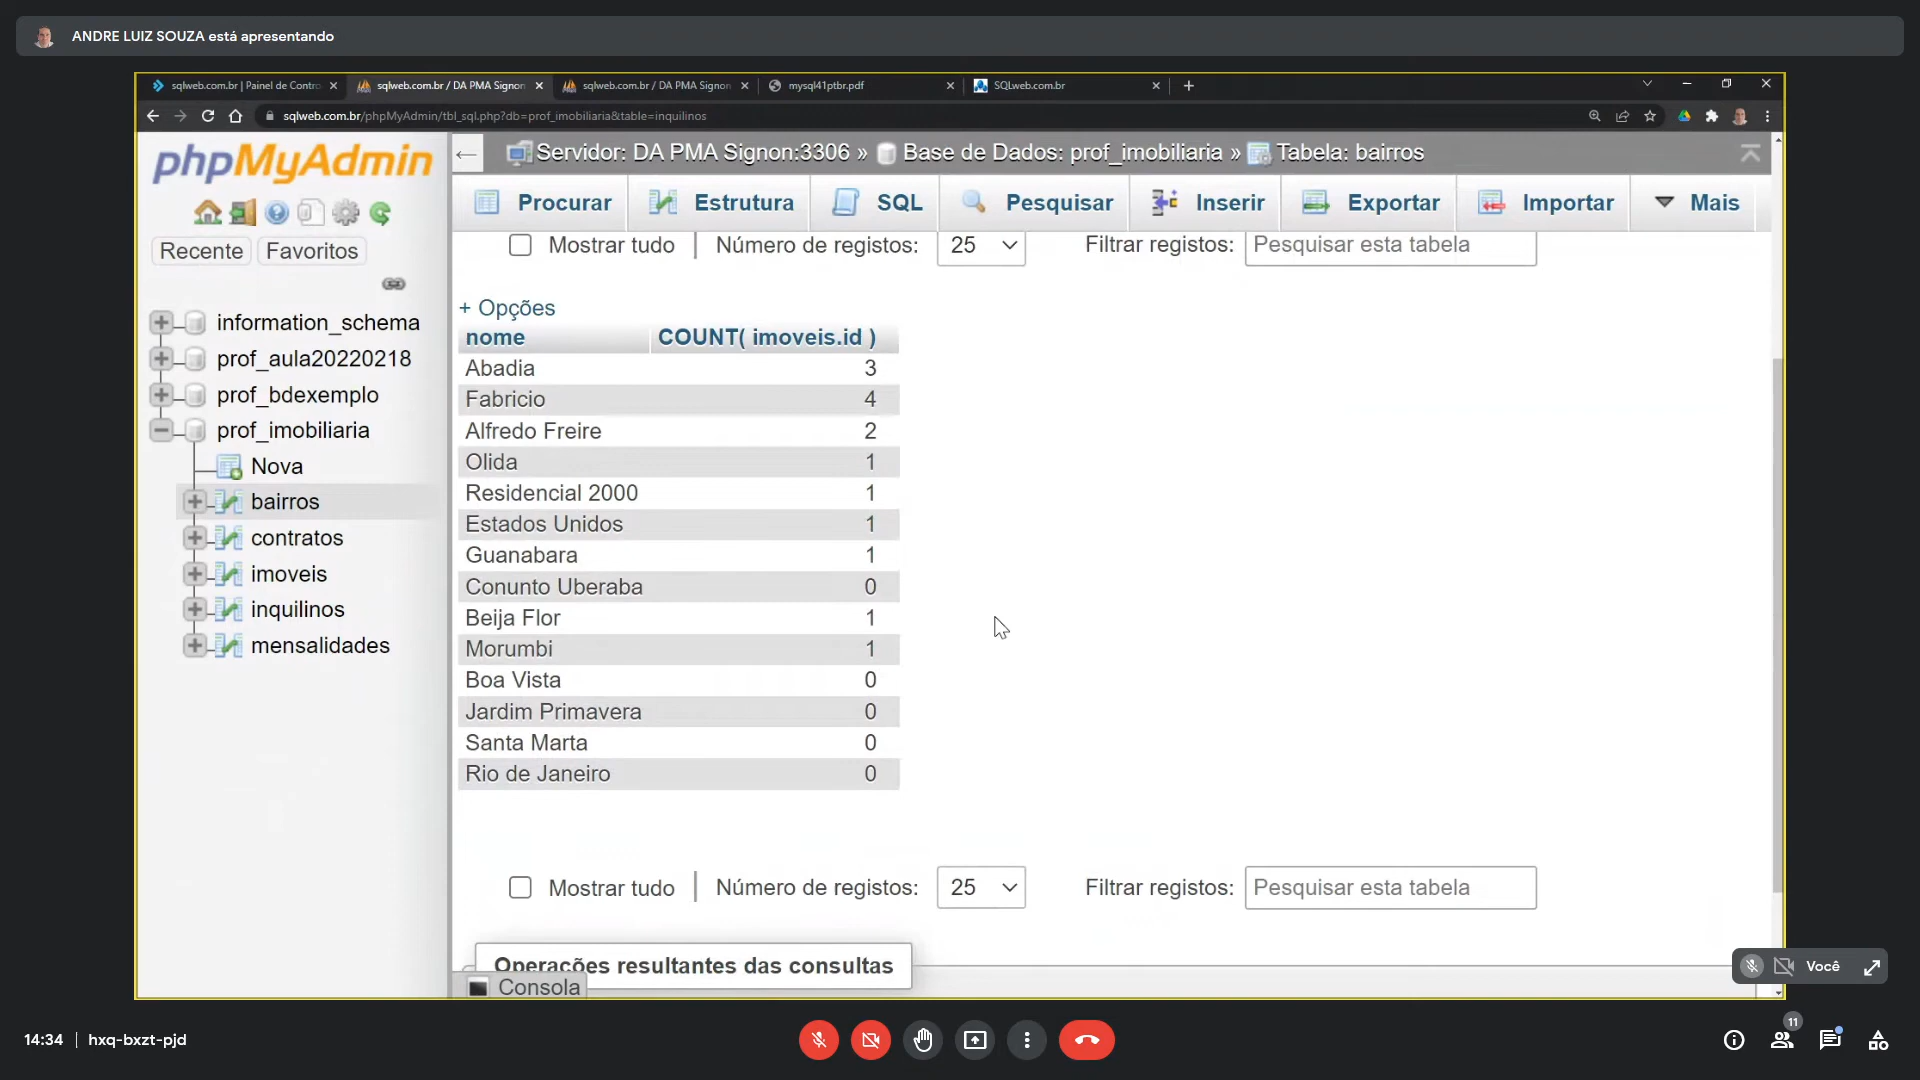 ANDRE LUIZ SOUZA está apresentando
sqlweb.com.br | Painel de Contro
sqlweb.com.br / DA PMA Signon
sqlweb.com.br / DA PMA Signon
mysql41ptbr.pdf
SQLweb.com.br
sqlweb.com.br/phpMyAdmin/tbl_sql.php?db=prof_imobiliaria&table=inquilinos
phpMyAdmin
Recente
Favoritos
information_schema
prof_aula20220218
prof_bdexemplo
prof_imobiliaria
Nova
bairros
contratos
imoveis
inquilinos
mensalidades
Servidor: DA PMA Signon:3306 » Base de Dados: prof_imobiliaria » Tabela: bairros
Procurar
Estrutura
SQL
Pesquisar
Inserir
Exportar
Importar
Mais
Mostrar tudo | Número de registos: 25 Filtrar registos: Pesquisar esta tabela
+ Opções
nome COUNT( imoveis.id )
Abadia 3
Fabricio 4
Alfredo Freire 2
Olida 1
Residencial 2000 1
Estados Unidos 1
Guanabara 1
Conunto Uberaba 0
Beija Flor 1
Morumbi 1
Boa Vista 0
Jardim Primavera 0
Santa Marta 0
Rio de Janeiro 0
Mostrar tudo | Número de registos: 25 Filtrar registos: Pesquisar esta tabela
Operações resultantes das consultas
Consola
Você
14:34 | hxq-bxzt-pjd
11